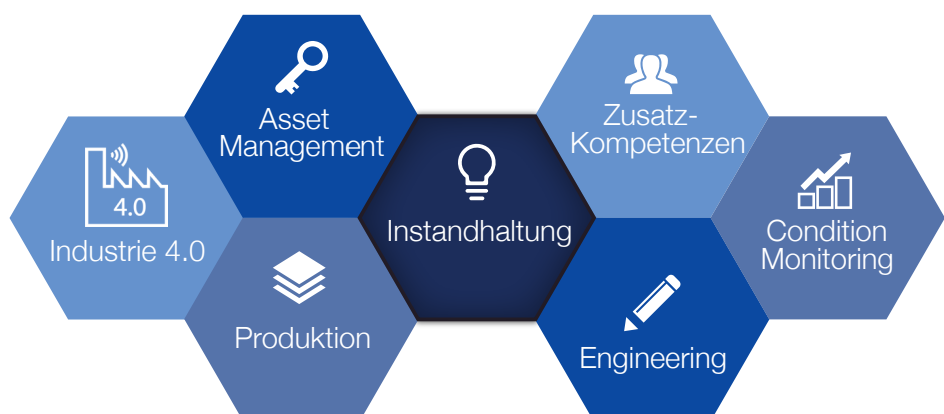 4.0
Industrie 4.0
Asset
Management
Produktion
Instandhaltung
Zusatz-
Kompetenzen
Engineering
Condition
Monitoring